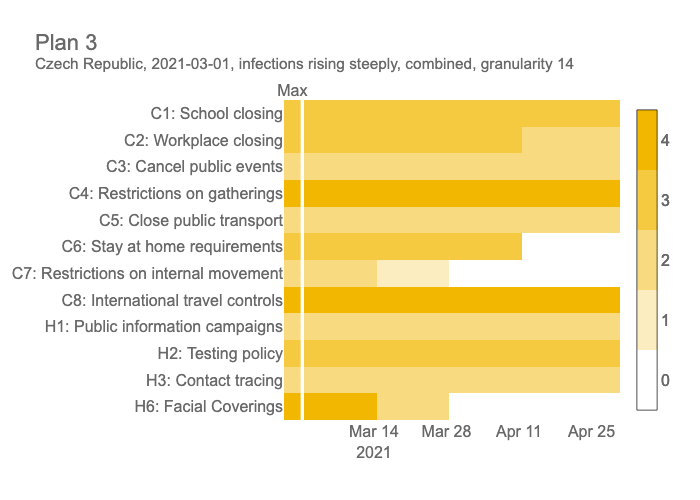 Plan 3
Czech Republic, 2021-03-01, infections rising steeply, combined, granularity 14
Max
C1: School closing
C2: Workplace closing
C3: Cancel public events
C4: Restrictions on gatherings
C5: Close public transport
C6: Stay at home requirements
C7: Restrictions on internal movement
C8: International travel controls
H1: Public information campaigns
H2: Testing policy
H3: Contact tracing
H6: Facial Coverings
Mar 14 Mar 28 Apr 11 Apr 25
2021
4
3
2
1
0